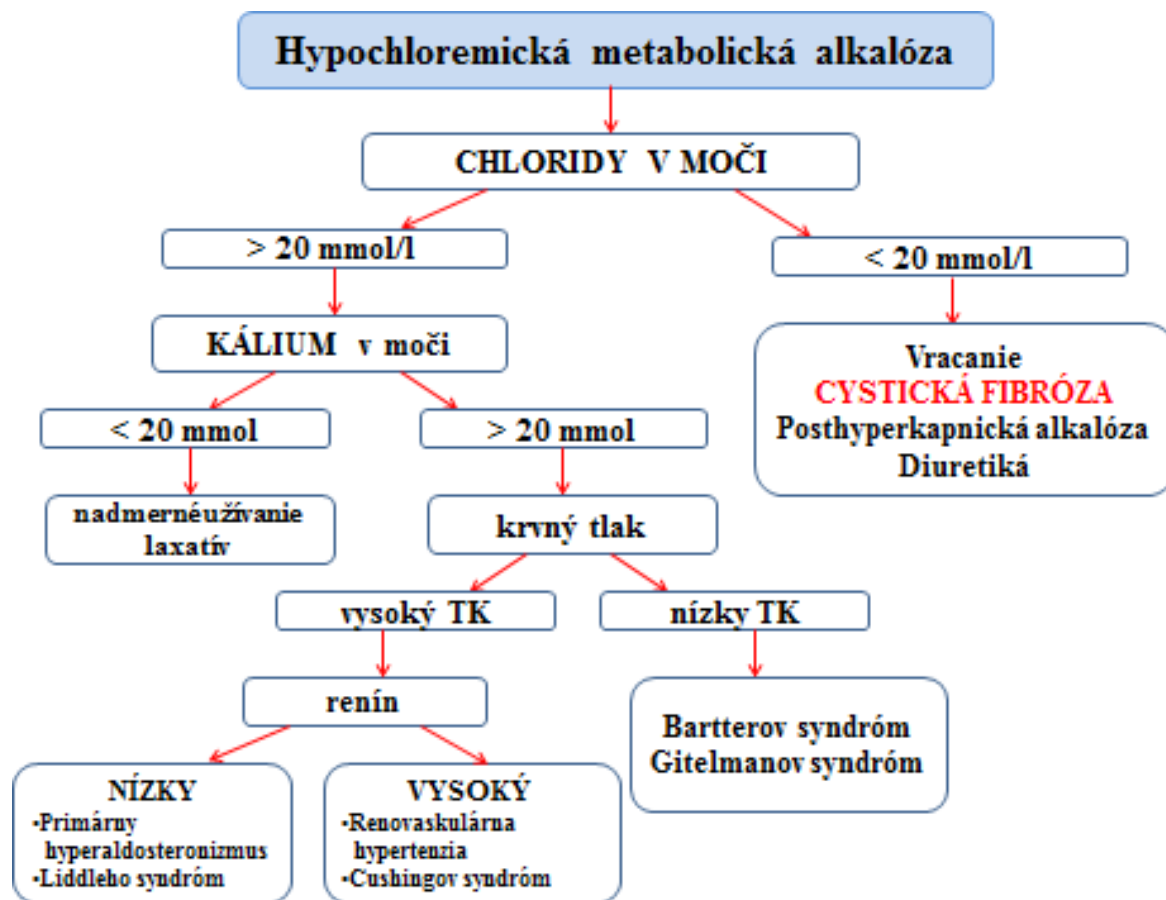 Hypochloremická metabolická alkalóza
CHLORIDY V MOČI
> 20 mmol/l
< 20 mmol/l
KÁLIUM v moči
Vracanie
CYSTICKÁ FIBRÓZA
Posthyperkapnická alkalóza
Diuretiká
< 20 mmol
> 20 mmol
nadmernéužívanie
laxatív
krvný tlak
vysoký TK
nízky TK
renín
Bartterov syndróm
Gitelmanov syndróm
NÍZKY
•Primárny
hyperaldosteronizmus
•Liddleho syndróm
VYSOKÝ
•Renovaskulárna
hypertenzia
•Cushingov syndróm